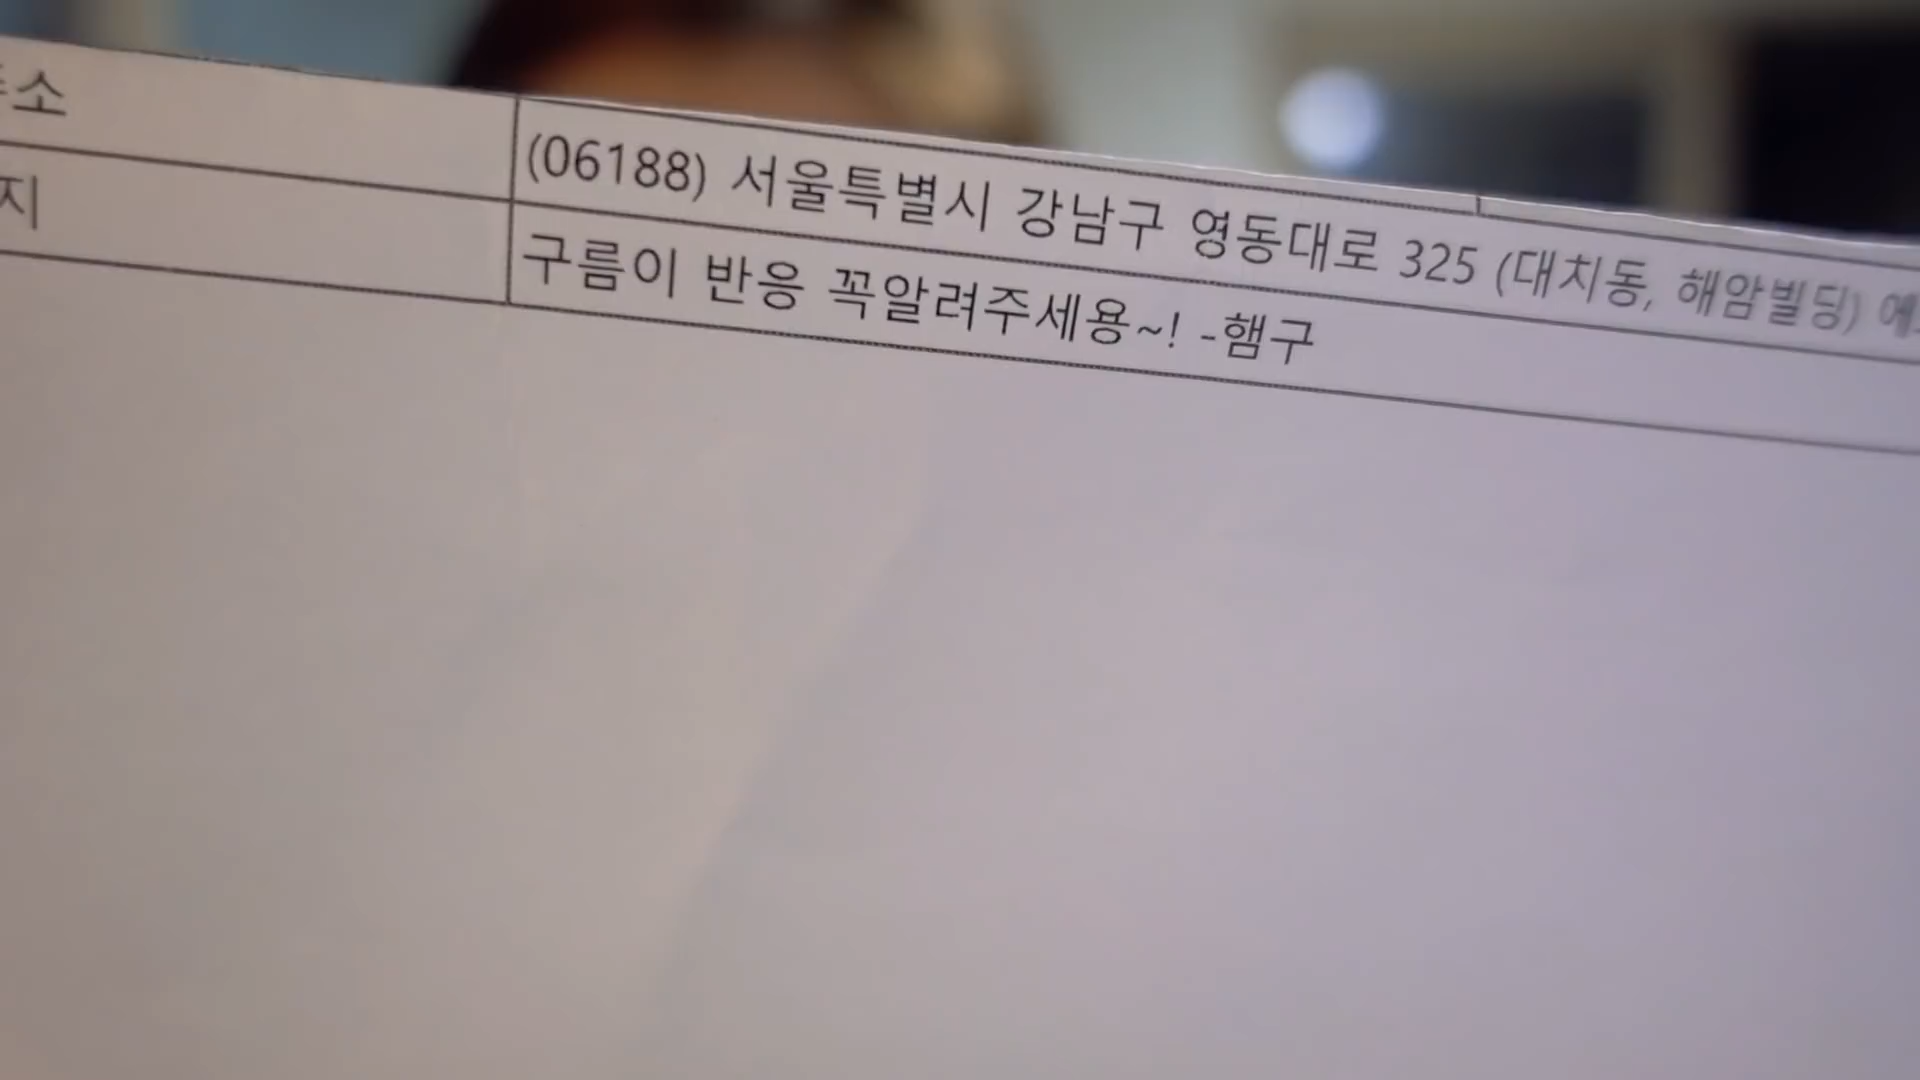 소
(06188) 서울특별시 강남구 영동대로 325 (대치동, 해암빌딩)
지
구름이 반응 꼭알려주세용~! -햄구